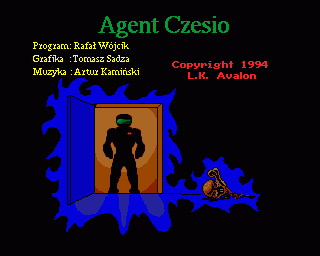 Agent Czesio
Program: Rafał Wójcik
Grafika : Tomasz Sadza
Muzyka : Artur Kamiński
Copyright 1994
L.K. Avalon